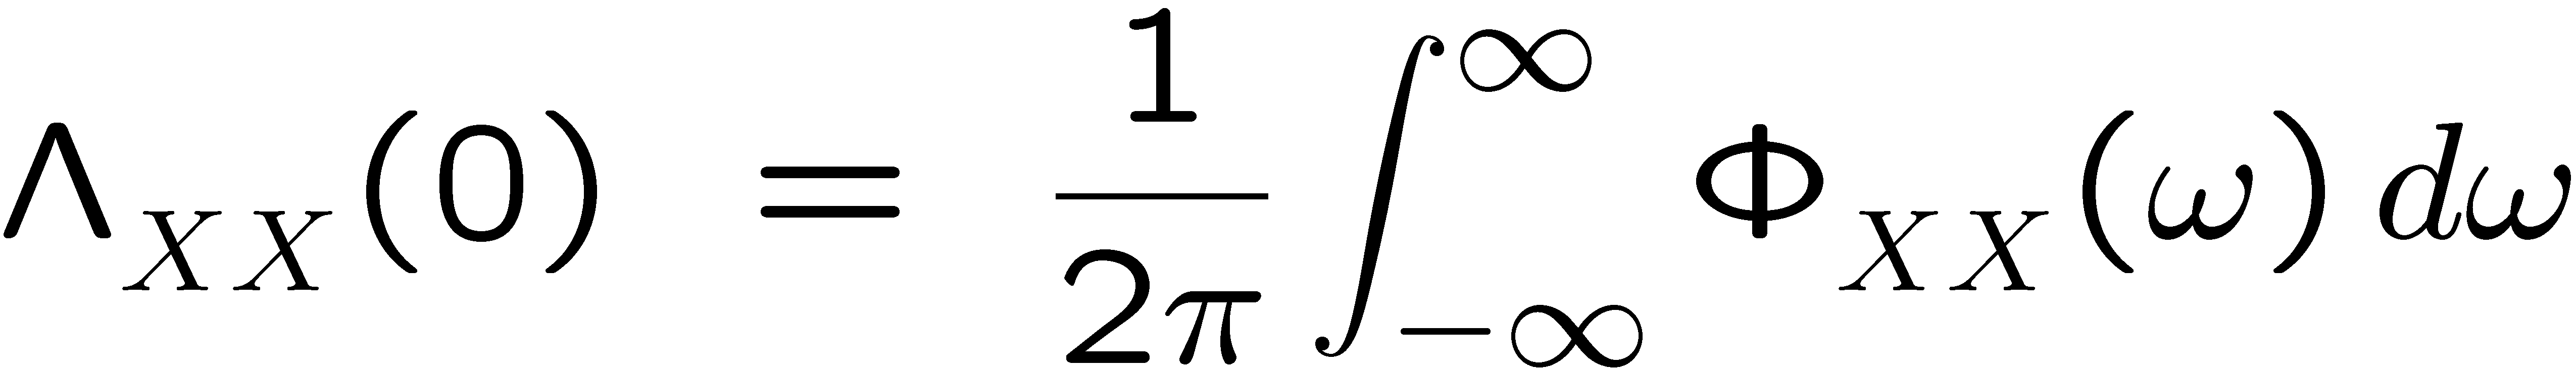 Λ_{XX}(0) = \frac{1}{2π} \int_{-∞}^{∞} Φ_{XX}(ω) dω